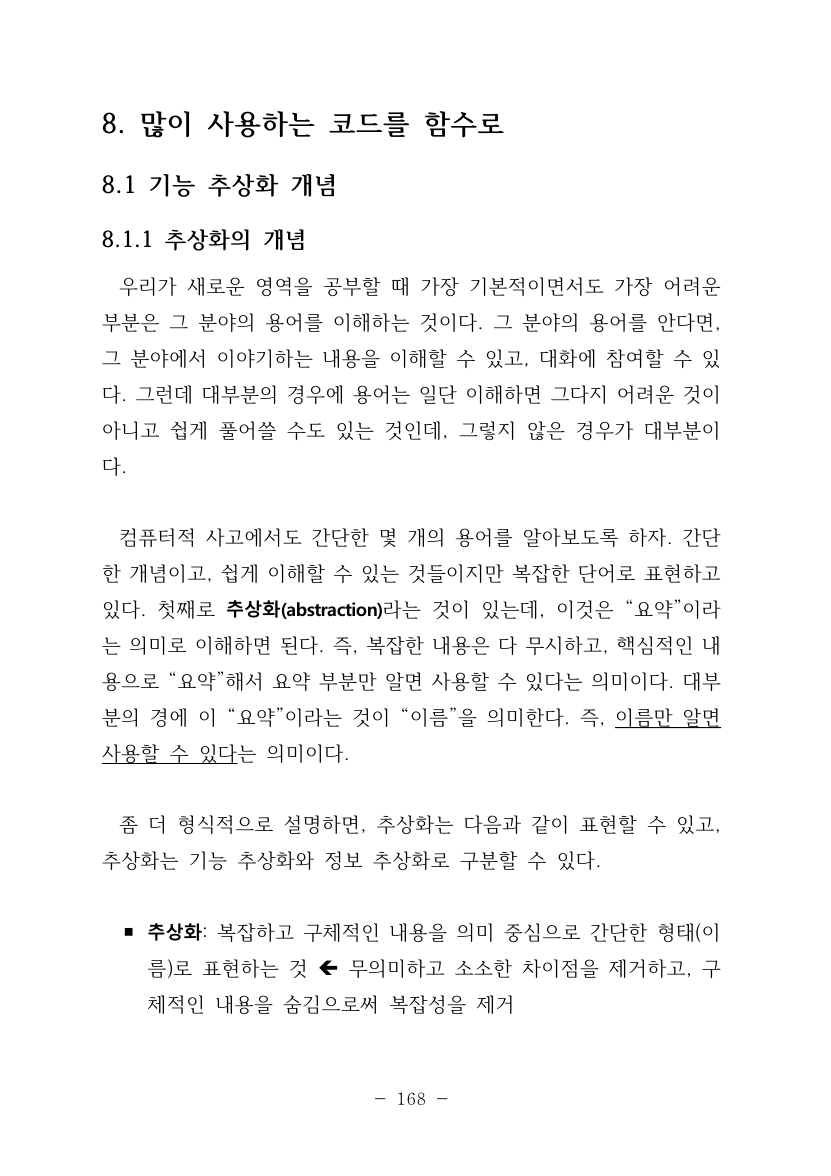 8. 많이 사용하는 코드를 함수로
8.1 기능 추상화 개념
8.1.1 추상화의 개념
우리가 새로운 영역을 공부할 때 가장 기본적이면서도 가장 어려운
부분은 그 분야의 용어를 이해하는 것이다. 그 분야의 용어를 안다면,
그 분야에서 이야기하는 내용을 이해할 수 있고, 대화에 참여할 수 있
다. 그런데 대부분의 경우에 용어는 일단 이해하면 그다지 어려운 것이
아니고 쉽게 풀어쓸 수도 있는 것인데, 그렇지 않은 경우가 대부분이
다.
컴퓨터적 사고에서도 간단한 몇 개의 용어를 알아보도록 하자. 간단
한 개념이고, 쉽게 이해할 수 있는 것들이지만 복잡한 단어로 표현하고
있다. 첫째로 추상화(abstraction)라는 것이 있는데, 이것은 “요약”이라
는 의미로 이해하면 된다. 즉, 복잡한 내용은 다 무시하고, 핵심적인 내
용으로 “요약”해서 요약 부분만 알면 사용할 수 있다는 의미이다. 대부
분의 경에 이 “요약”이라는 것이 “이름”을 의미한다. 즉, 이름만 알면
사용할 수 있다는 의미이다.
좀 더 형식적으로 설명하면, 추상화는 다음과 같이 표현할 수 있고,
추상화는 기능 추상화와 정보 추상화로 구분할 수 있다.
▪ 추상화: 복잡하고 구체적인 내용을 의미 중심으로 간단한 형태(이
름)로 표현하는 것 🡸 무의미하고 소소한 차이점을 제거하고, 구
체적인 내용을 숨김으로써 복잡성을 제거
- 168 -